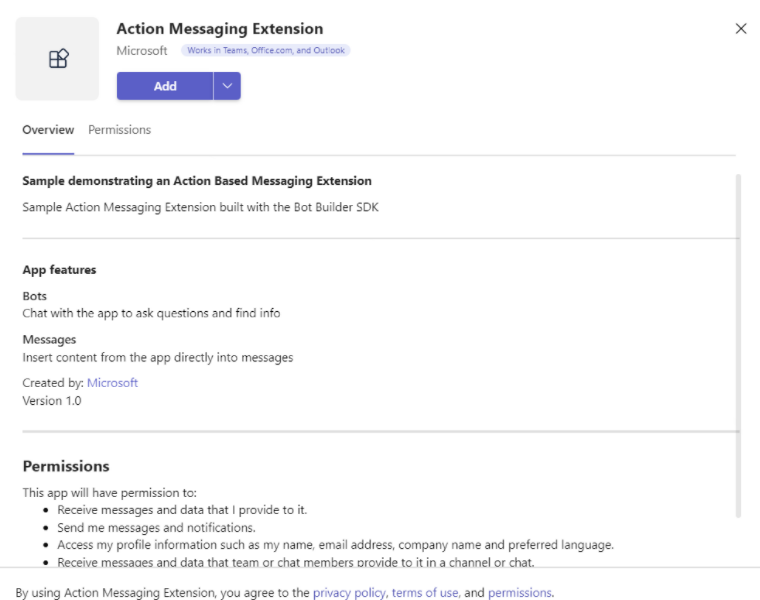 Action Messaging Extension
Microsoft Works in Teams, Office.com, and Outlook
Add
Overview Permissions
Sample demonstrating an Action Based Messaging Extension
Sample Action Messaging Extension built with the Bot Builder SDK
App features
Bots
Chat with the app to ask questions and find info
Messages
Insert content from the app directly into messages
Created by: Microsoft
Version 1.0
Permissions
This app will have permission to:
• Receive messages and data that I provide to it.
• Send me messages and notifications.
• Access my profile information such as my name, email address, company name and preferred language.
• Receive messages and data that team or chat members provide to it in a channel or chat.
By using Action Messaging Extension, you agree to the privacy policy, terms of use, and permissions.